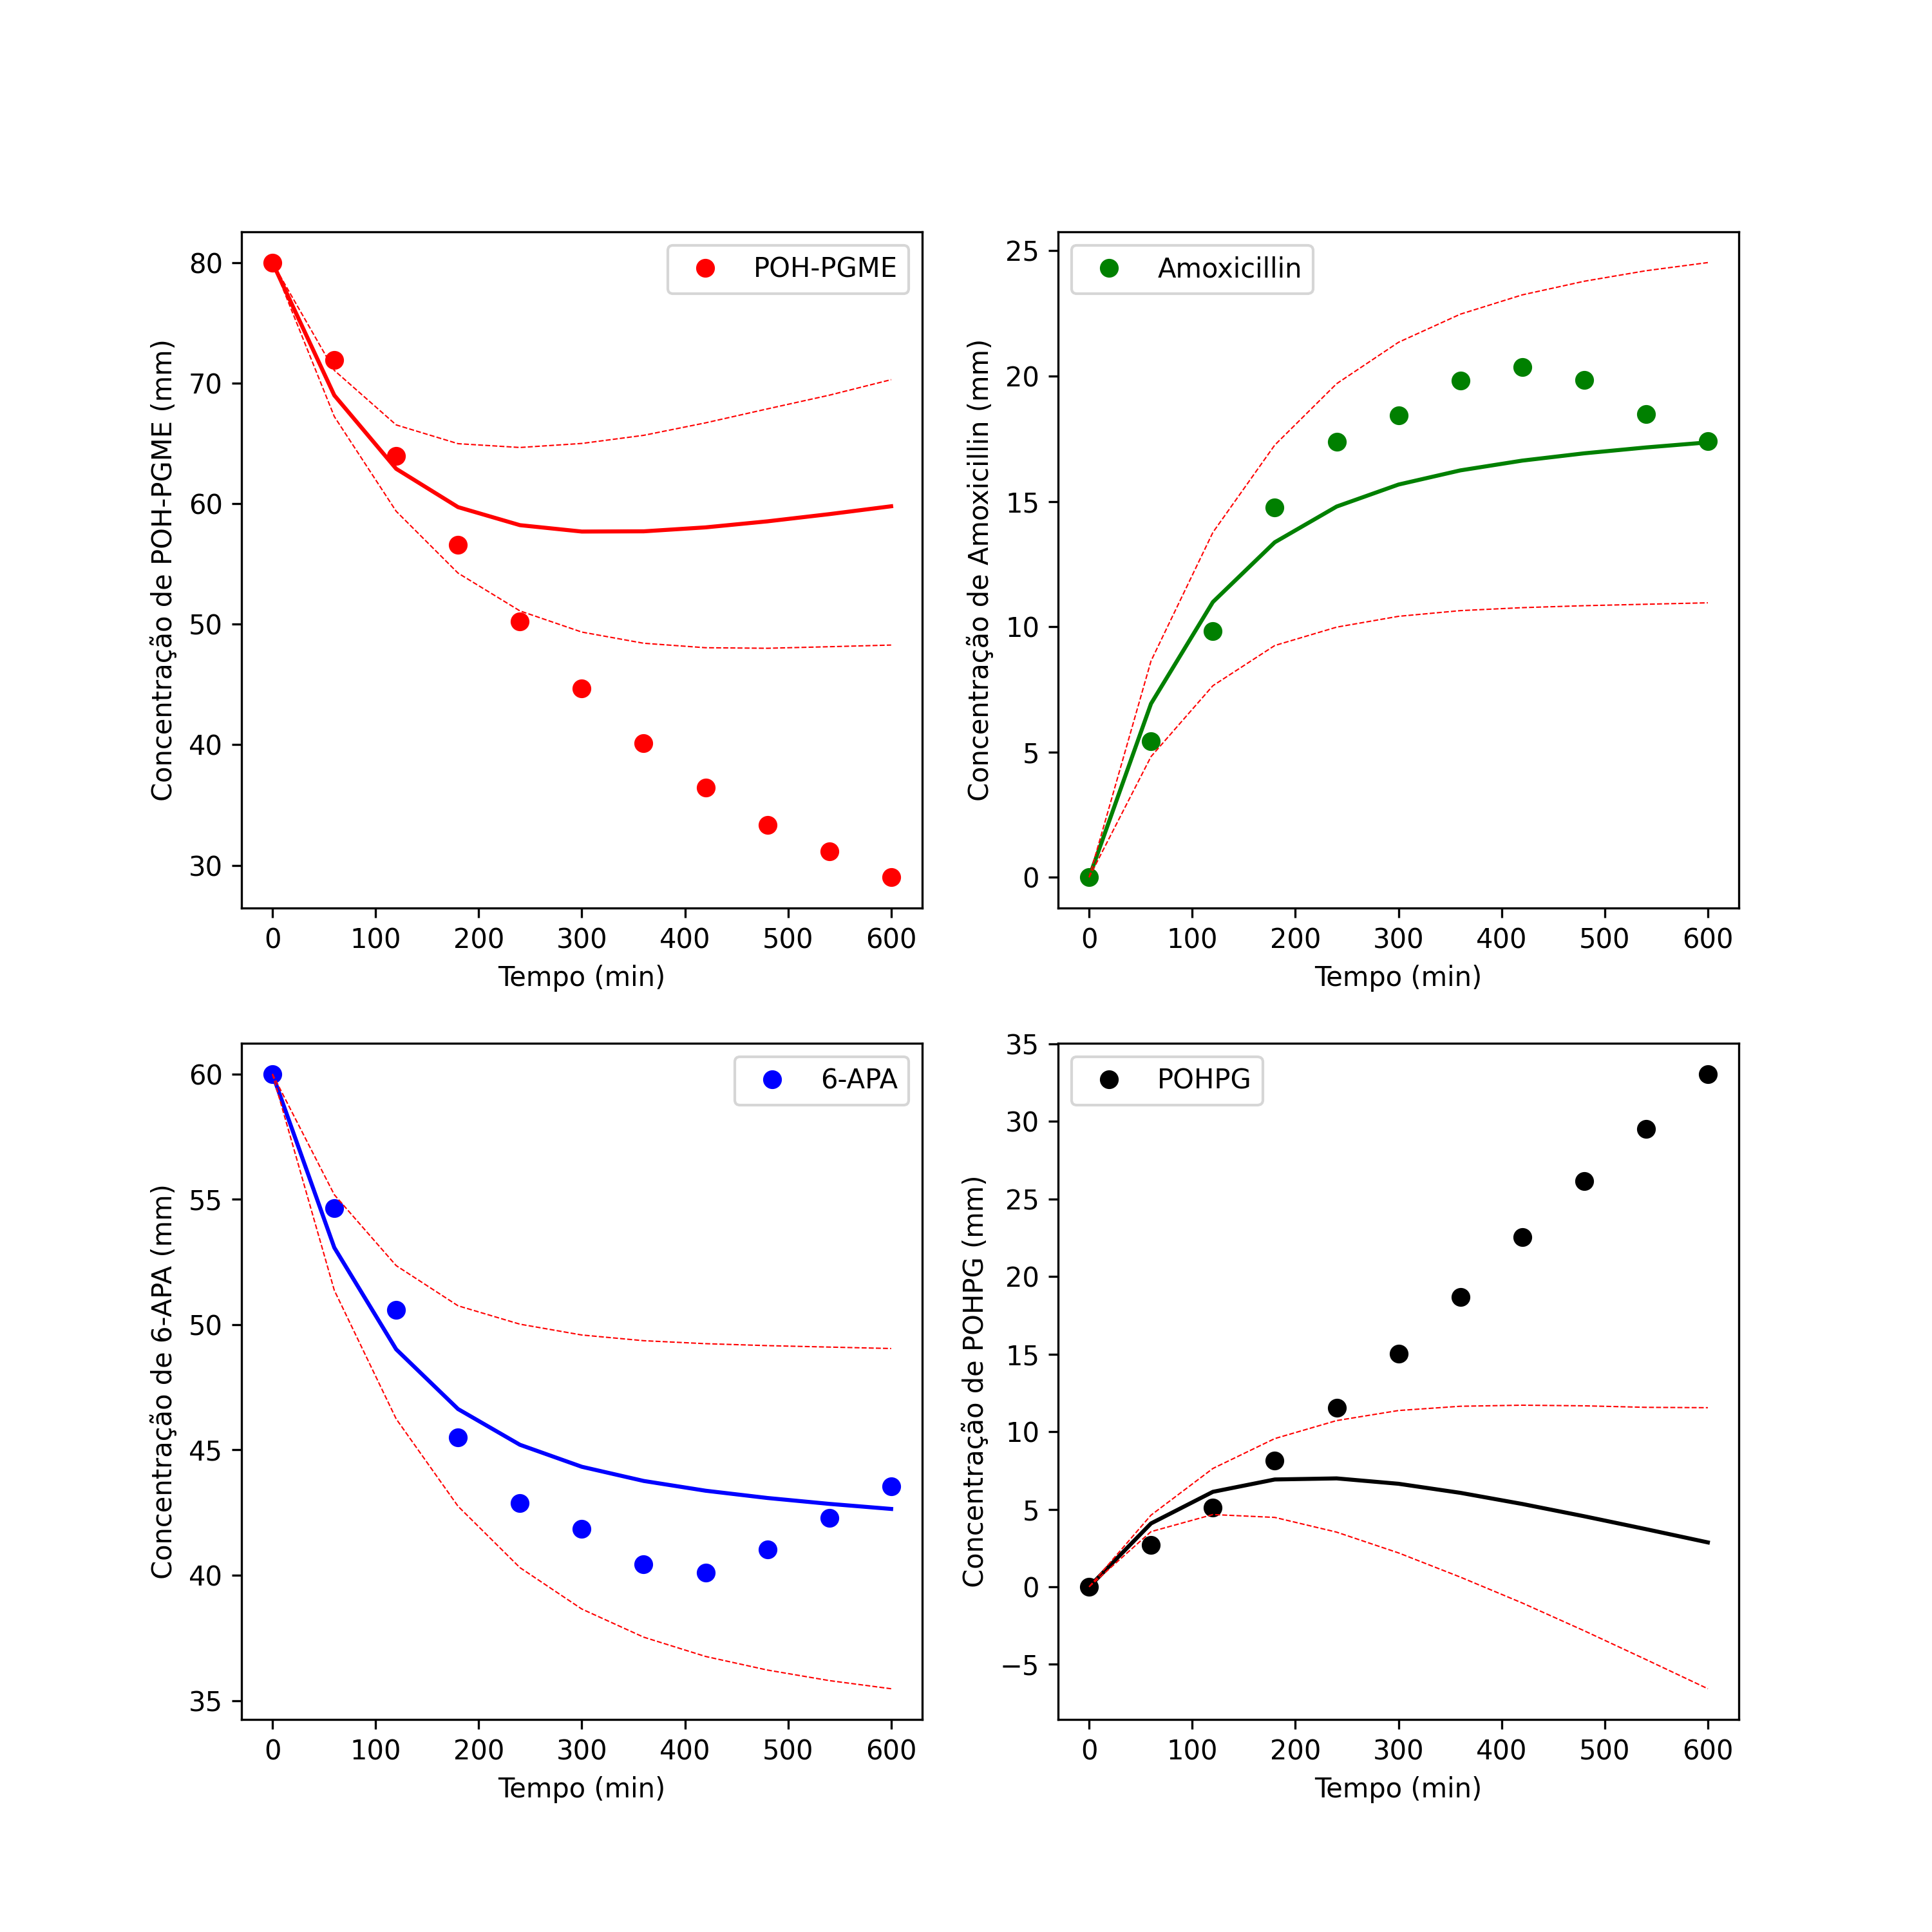 80
70
60
50
40
30
Concentração de POH-PGME (mm)
POH-PGME
0 100 200 300 400 500 600
Tempo (min)
25
20
15
10
5
0
Concentração de Amoxicillin (mm)
Amoxicillin
0 100 200 300 400 500 600
Tempo (min)
60
55
50
45
40
35
Concentração de 6-APA (mm)
6-APA
0 100 200 300 400 500 600
Tempo (min)
35
30
25
20
15
10
5
0
−5
Concentração de POHPG (mm)
POHPG
0 100 200 300 400 500 600
Tempo (min)